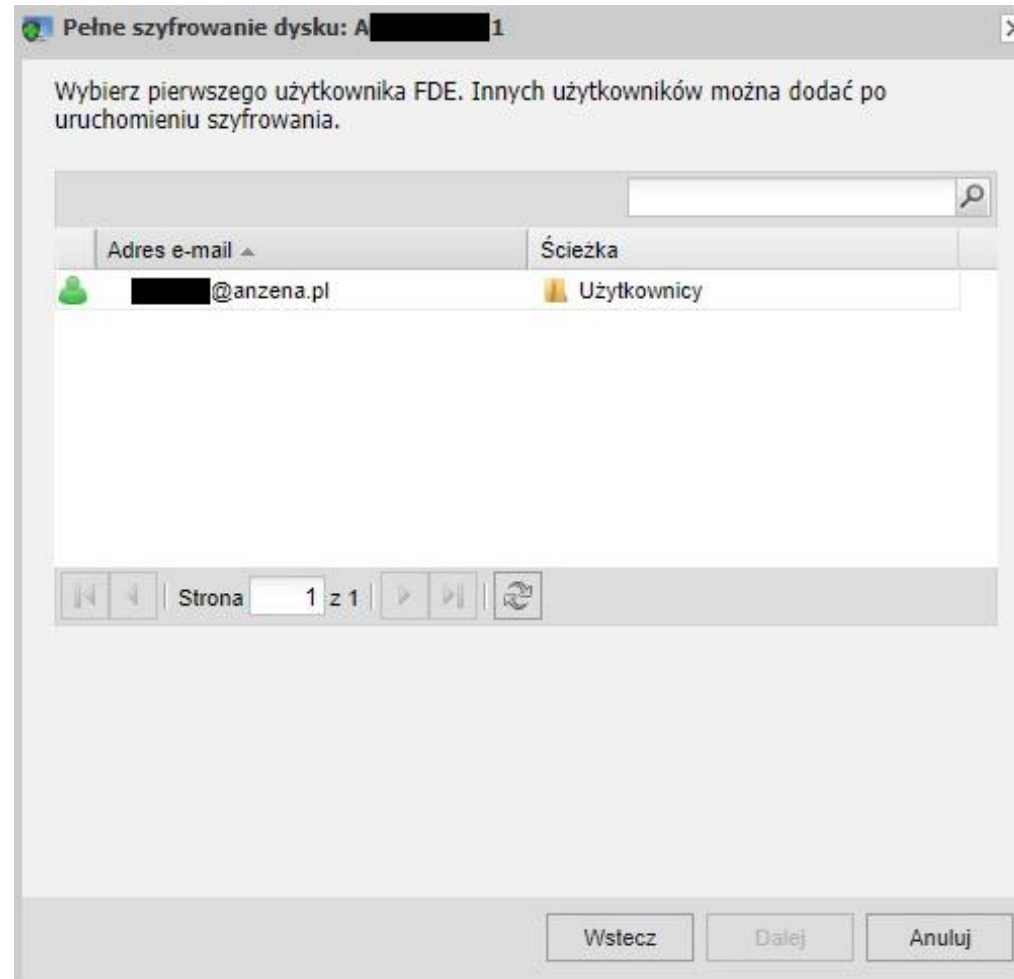 Pełne szyfrowanie dysku: A 1
Wybierz pierwszego użytkownika FDE. Innych użytkowników można dodać po
uruchomieniu szyfrowania.
Adres e-mail Ścieżka
@anzena.pl Użytkownicy
Strona 1 z 1
Wstecz Dalej Anuluj